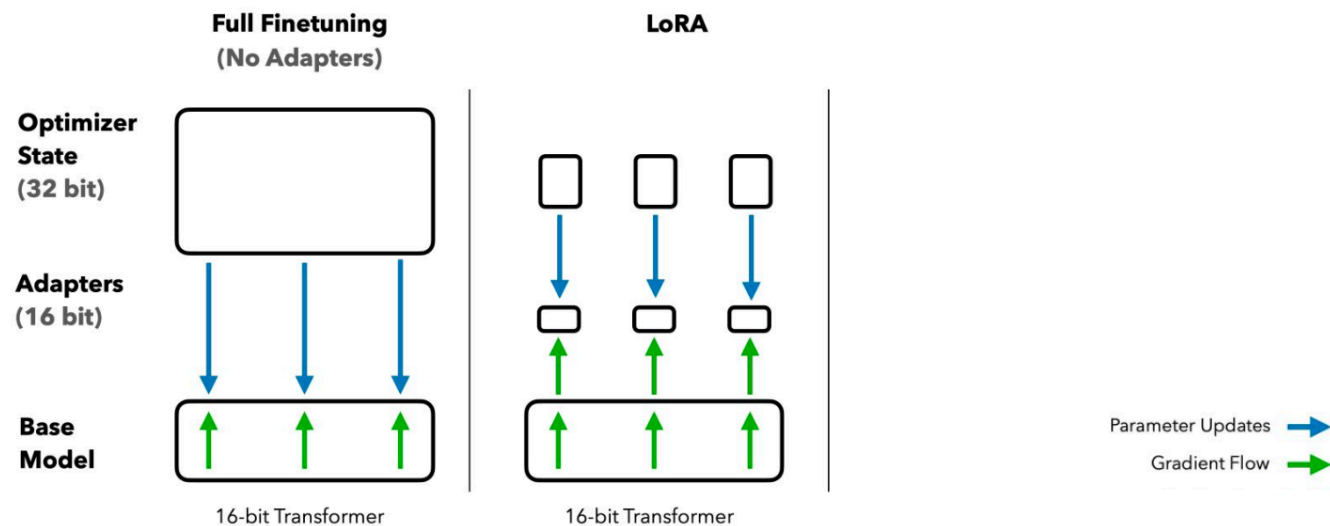 Full Finetuning
(No Adapters)
LoRA
Optimizer
State
(32 bit)
Adapters
(16 bit)
Base
Model
16-bit Transformer
16-bit Transformer
Parameter Updates
Gradient Flow